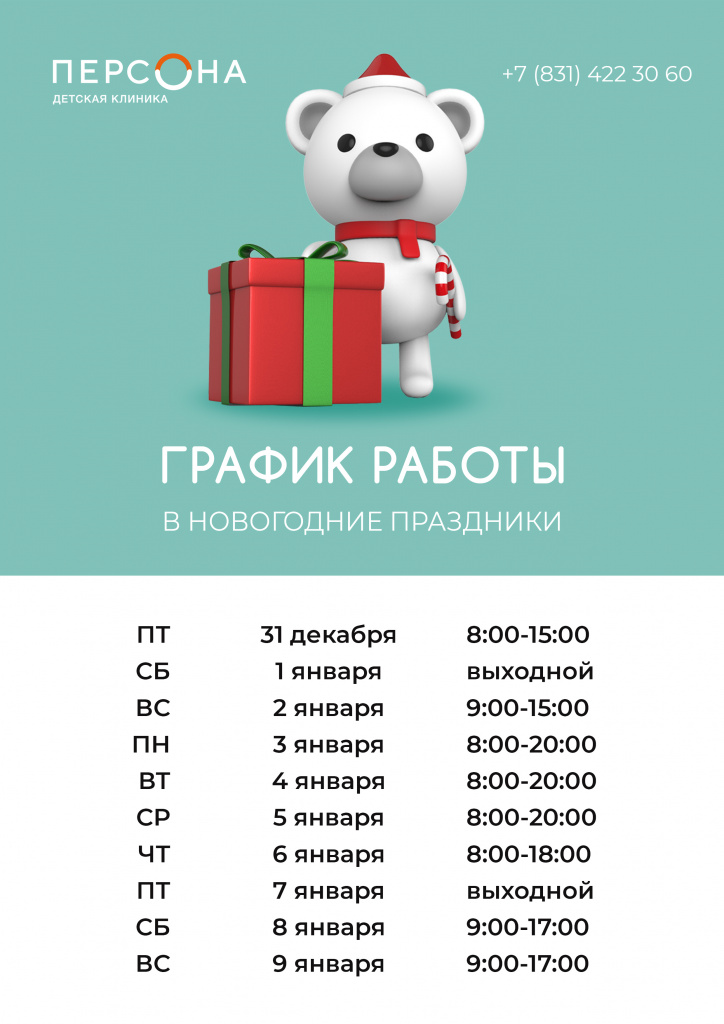 ПЕРСОНА
ДЕТСКАЯ КЛИНИКА
+7 (831) 422 30 60
ГРАФИК РАБОТЫ
В НОВОГОДНИЕ ПРАЗДНИКИ
ПТ 31 декабря 8:00-15:00
СБ 1 января выходной
ВС 2 января 9:00-15:00
ПН 3 января 8:00-20:00
ВТ 4 января 8:00-20:00
СР 5 января 8:00-20:00
ЧТ 6 января 8:00-18:00
ПТ 7 января выходной
СБ 8 января 9:00-17:00
ВС 9 января 9:00-17:00